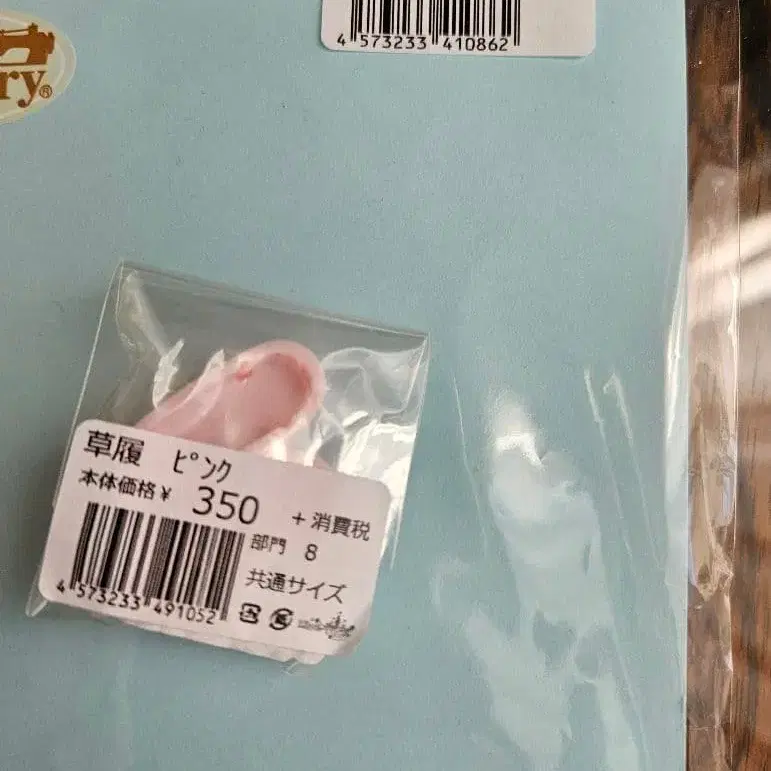 4 573233 410862
ry®
草履 ピンク
本体価格¥ 350 +消費税
部門 8
共通サイズ
4 573233 491052